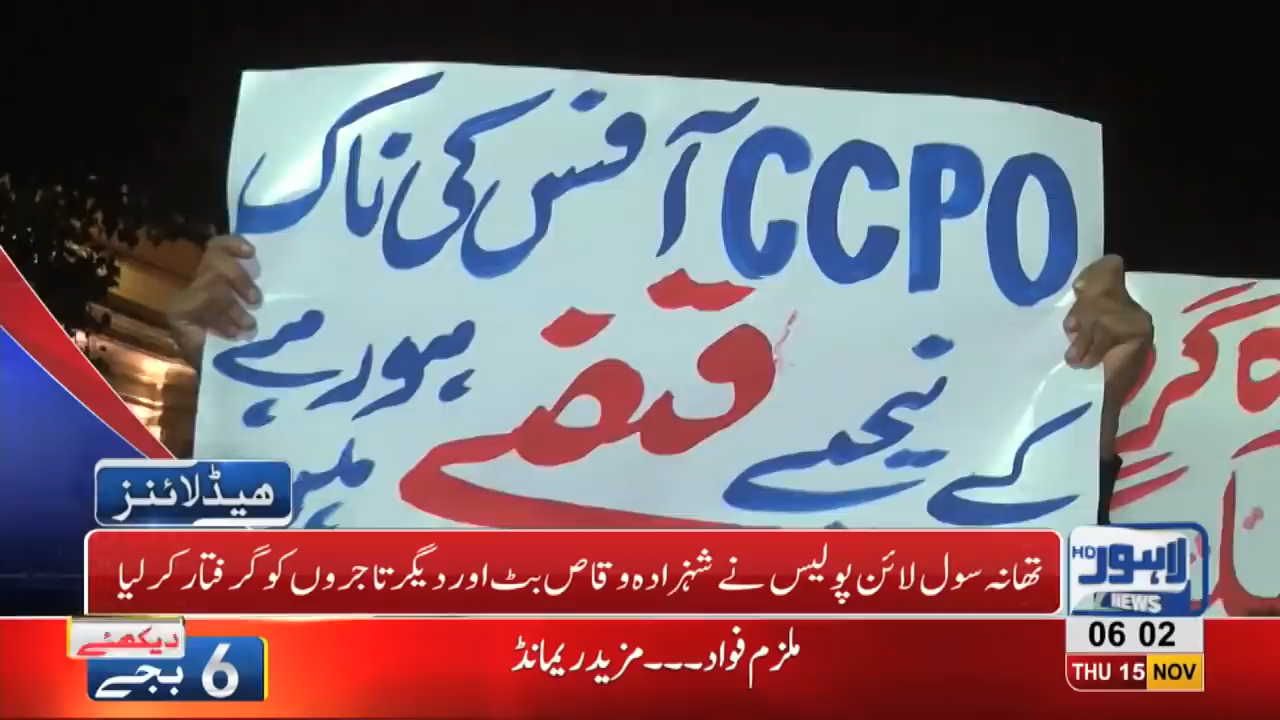 CCPO آفس کی ناک
کے نیچے قبضے ہو رہے
ہیں
ہیڈلائنز
تھانہ سول لائن پولیس نے شہزادہ وقاص بٹ اور دیگر تاجروں کو گرفتار کر لیا
HD لاہور
NEWS
ملزم فواد ۔۔۔ مزید ریمانڈ
دیکھئے
6 بجے
06 02
THU 15 NOV